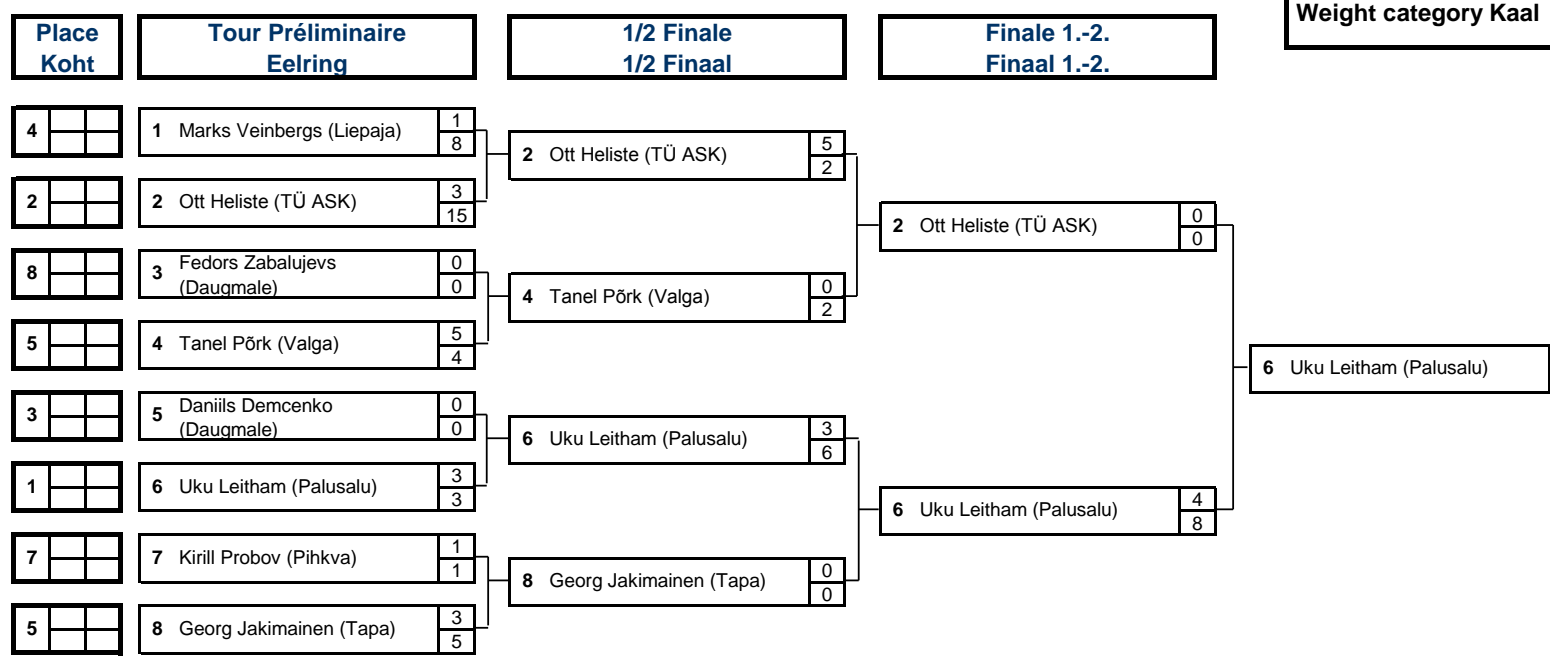 Weight category Kaal
Place
Koht
Tour Préliminaire
Eelring
1/2 Finale
1/2 Finaal
Finale 1.-2.
Finaal 1.-2.
4
1 Marks Veinbergs (Liepaja) 1
8
2
2 Ott Heliste (TÜ ASK) 3
15
8
3 Fedors Zabalujevs
(Daugmale)
0
0
5
4 Tanel Põrk (Valga) 5
4
3
5 Daniils Demcenko
(Daugmale)
0
0
1
6 Uku Leitham (Palusalu) 3
3
7
7 Kirill Probov (Pihkva) 1
1
5
8 Georg Jakimainen (Tapa) 3
5
2 Ott Heliste (TÜ ASK) 5
2
4 Tanel Põrk (Valga) 0
2
6 Uku Leitham (Palusalu) 3
6
8 Georg Jakimainen (Tapa) 0
0
2 Ott Heliste (TÜ ASK) 0
0
6 Uku Leitham (Palusalu) 4
8
6 Uku Leitham (Palusalu)